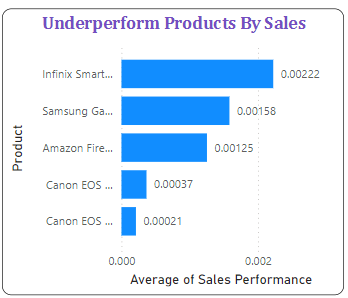 Underperform Products By Sales
Product
Infinix Smart... 0.00222
Samsung Ga... 0.00158
Amazon Fire... 0.00125
Canon EOS ... 0.00037
Canon EOS ... 0.00021
0.000 0.002
Average of Sales Performance